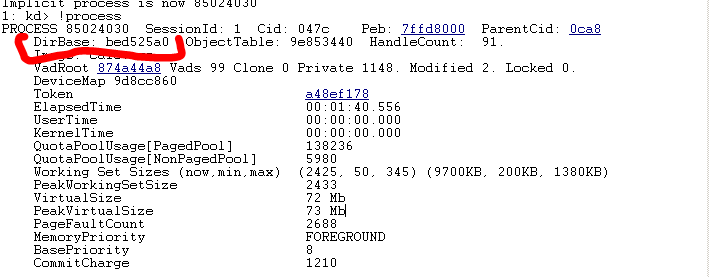 Implicit process is now 85024030
1: kd> !process
PROCESS 85024030 SessionId: 1 Cid: 047c Peb: 7ffd8000 ParentCid: 0ca8
DirBase: bed525a0 ObjectTable: 9e853440 HandleCount: 91.
Image:
VadRoot 874a44a8 Vads 99 Clone 0 Private 1148. Modified 2. Locked 0.
DeviceMap 9d8cc860
Token a48ef178
ElapsedTime 00:01:40.556
UserTime 00:00:00.000
KernelTime 00:00:00.000
QuotaPoolUsage[PagedPool] 138236
QuotaPoolUsage[NonPagedPool] 5980
Working Set Sizes (now,min,max) (2425, 50, 345) (9700KB, 200KB, 1380KB)
PeakWorkingSetSize 2433
VirtualSize 72 Mb
PeakVirtualSize 73 Mb
PageFaultCount 2688
MemoryPriority FOREGROUND
BasePriority 8
CommitCharge 1210